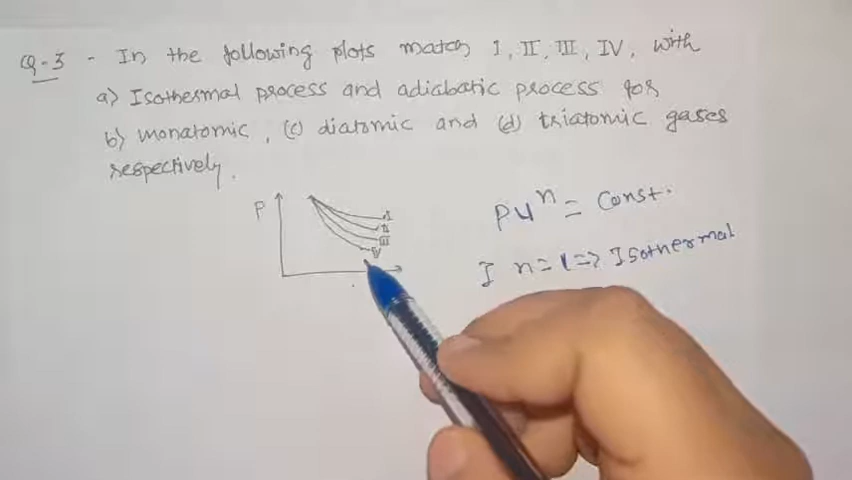 Q-3 - In the following plots match I, II, III, IV, with
a) Isothermal process and adiabatic process for
b) monatomic, (c) diatomic and (d) triatomic gases
respectively.
P
I
II
III
IV
PV^n = Const.
I n = 1 => Isothermal